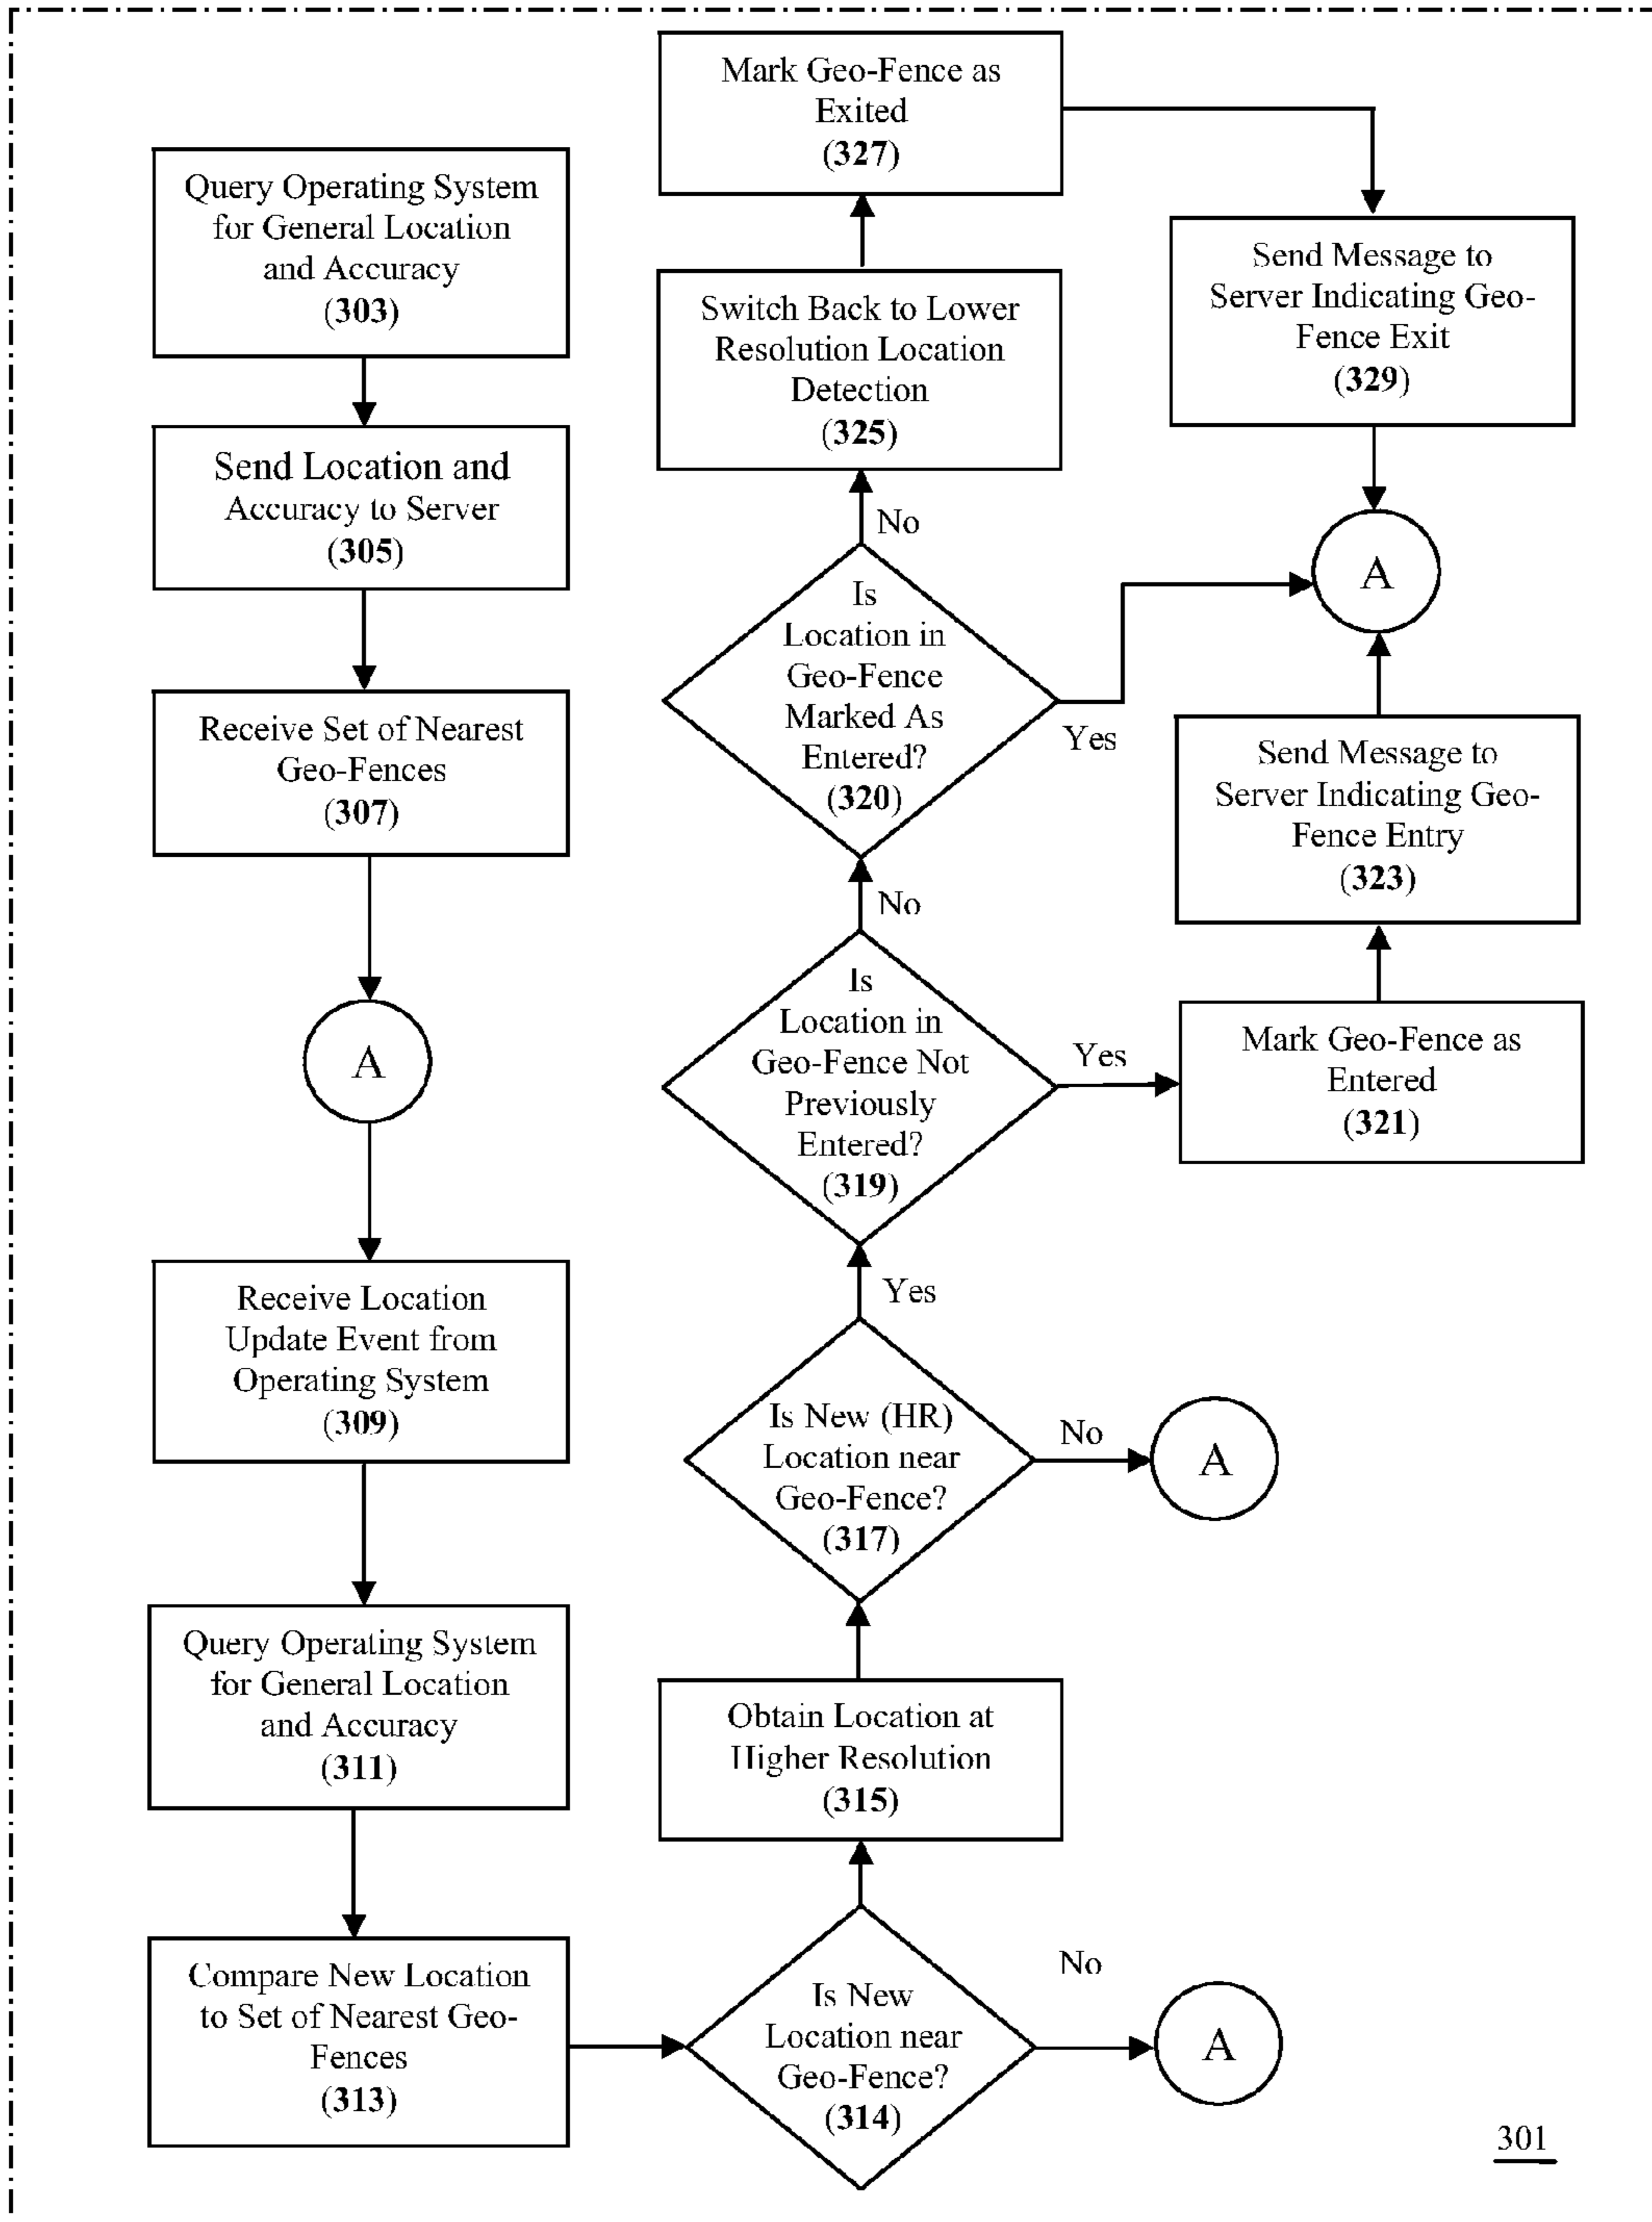 Query Operating System
for General Location
and Accuracy
(303)
Send Location and
Accuracy to Server
(305)
Receive Set of Nearest
Geo-Fences
(307)
A
Receive Location
Update Event from
Operating System
(309)
Query Operating System
for General Location
and Accuracy
(311)
Compare New Location
to Set of Nearest Geo-
Fences
(313)
Is New
Location near
Geo-Fence?
(314)
No
A
Obtain Location at
Higher Resolution
(315)
Is New (HR)
Location near
Geo-Fence?
(317)
No
A
Yes
Is
Location in
Geo-Fence Not
Previously
Entered?
(319)
Yes
Mark Geo-Fence as
Entered
(321)
Send Message to
Server Indicating Geo-
Fence Entry
(323)
No
Is
Location in
Geo-Fence
Marked As
Entered?
(320)
Yes
A
No
Switch Back to Lower
Resolution Location
Detection
(325)
Mark Geo-Fence as
Exited
(327)
Send Message to
Server Indicating Geo-
Fence Exit
(329)
301